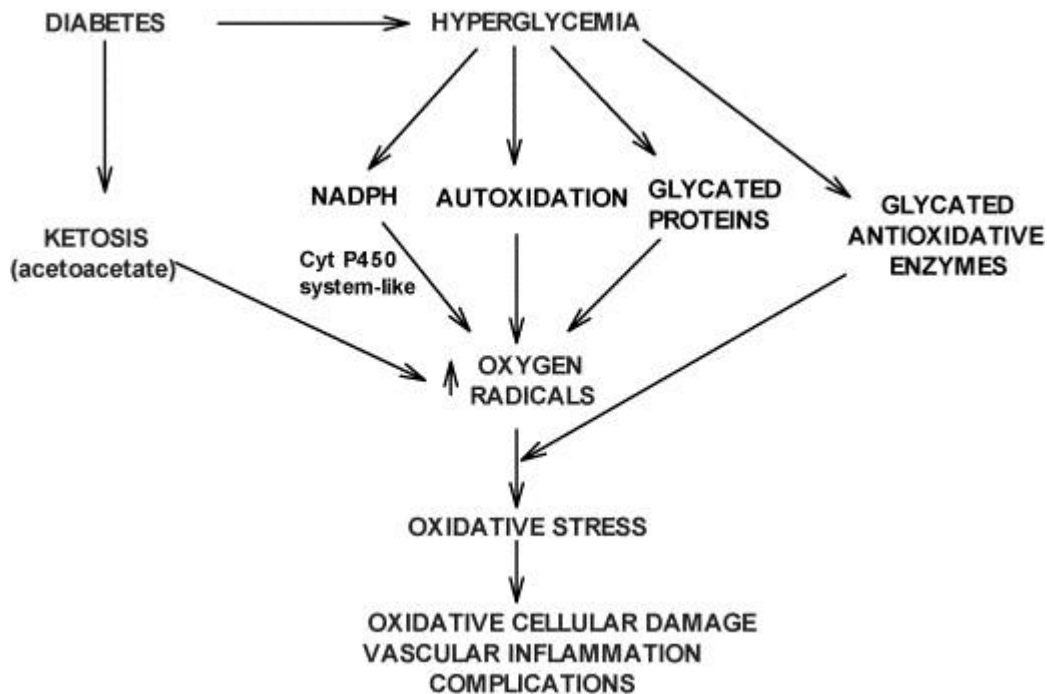 DIABETES
HYPERGLYCEMIA
NADPH
AUTOXIDATION
GLYCATED
PROTEINS
GLYCATED
ANTIOXIDATIVE
ENZYMES
KETOSIS
(acetoacetate)
Cyt P450
system-like
OXYGEN
RADICALS
OXIDATIVE STRESS
OXIDATIVE CELLULAR DAMAGE
VASCULAR INFLAMMATION
COMPLICATIONS